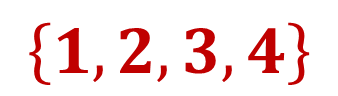 {1, 2, 3, 4}